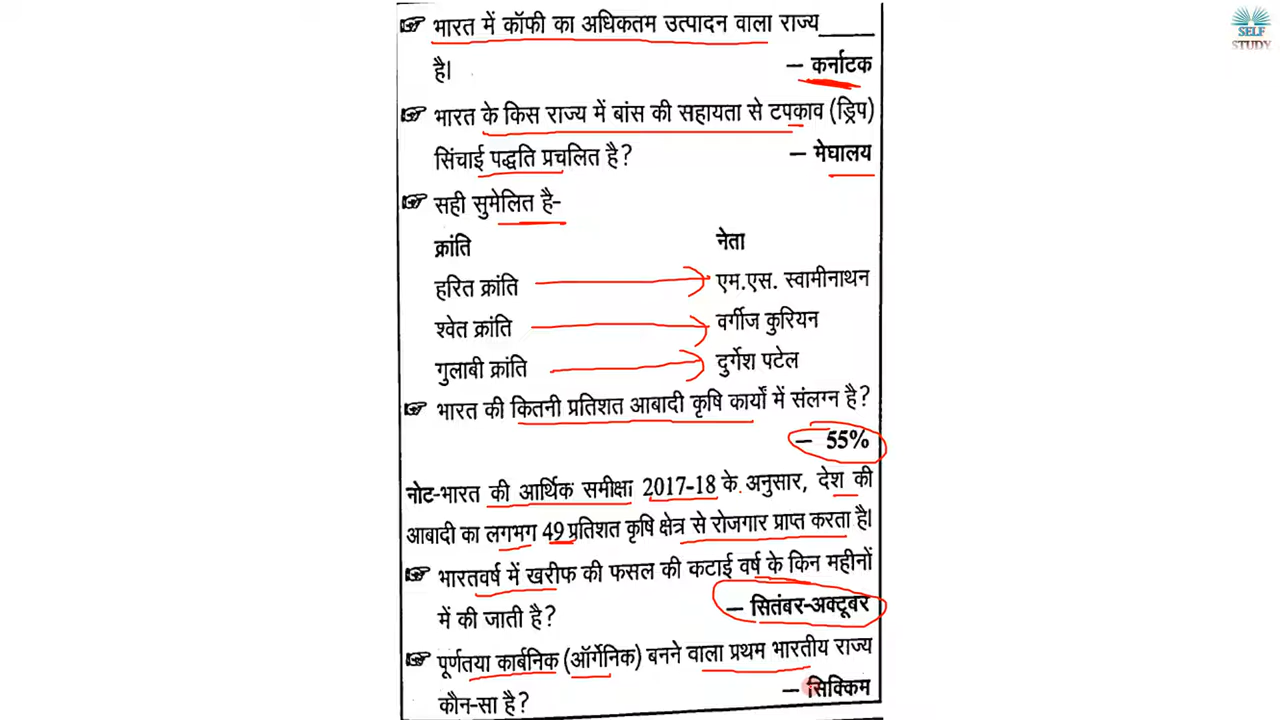 SELF
STUDY
☞ भारत में कॉफी का अधिकतम उत्पादन वाला राज्य____
है। – कर्नाटक
☞ भारत के किस राज्य में बांस की सहायता से टपकाव (ड्रिप)
सिंचाई पद्धति प्रचलित है? – मेघालय
☞ सही सुमेलित है-
क्रांति नेता
हरित क्रांति एम.एस. स्वामीनाथन
श्वेत क्रांति वर्गीज कुरियन
गुलाबी क्रांति दुर्गेश पटेल
☞ भारत की कितनी प्रतिशत आबादी कृषि कार्यों में संलग्न है?
– 55%
नोट-भारत की आर्थिक समीक्षा 2017-18 के अनुसार, देश की
आबादी का लगभग 49 प्रतिशत कृषि क्षेत्र से रोजगार प्राप्त करता है।
☞ भारतवर्ष में खरीफ की फसल की कटाई वर्ष के किन महीनों
में की जाती है? – सितंबर-अक्टूबर
☞ पूर्णतया कार्बनिक (ऑर्गेनिक) बनने वाला प्रथम भारतीय राज्य
कौन-सा है? – सिक्किम